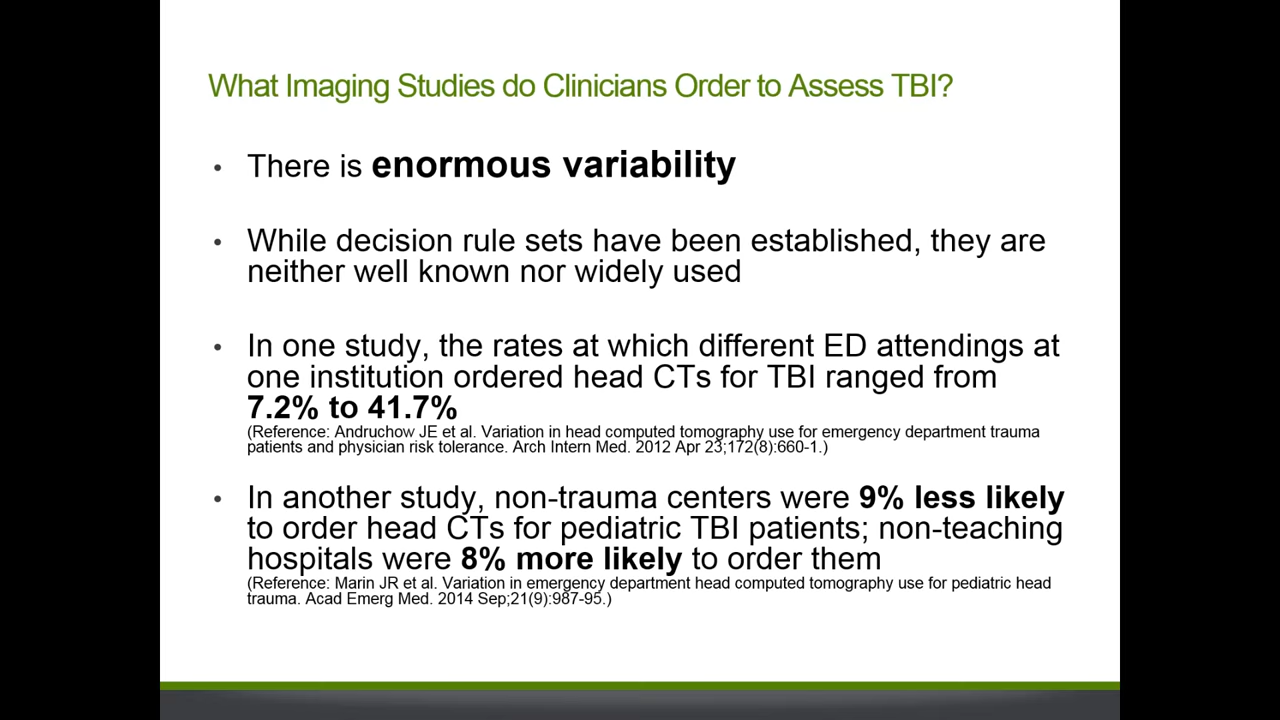 What Imaging Studies do Clinicians Order to Assess TBI?
• There is enormous variability
• While decision rule sets have been established, they are
neither well known nor widely used
• In one study, the rates at which different ED attendings at
one institution ordered head CTs for TBI ranged from
7.2% to 41.7%
(Reference: Andruchow JE et al. Variation in head computed tomography use for emergency department trauma
patients and physician risk tolerance. Arch Intern Med. 2012 Apr 23;172(8):660-1.)
• In another study, non-trauma centers were 9% less likely
to order head CTs for pediatric TBI patients; non-teaching
hospitals were 8% more likely to order them
(Reference: Marin JR et al. Variation in emergency department head computed tomography use for pediatric head
trauma. Acad Emerg Med. 2014 Sep;21(9):987-95.)